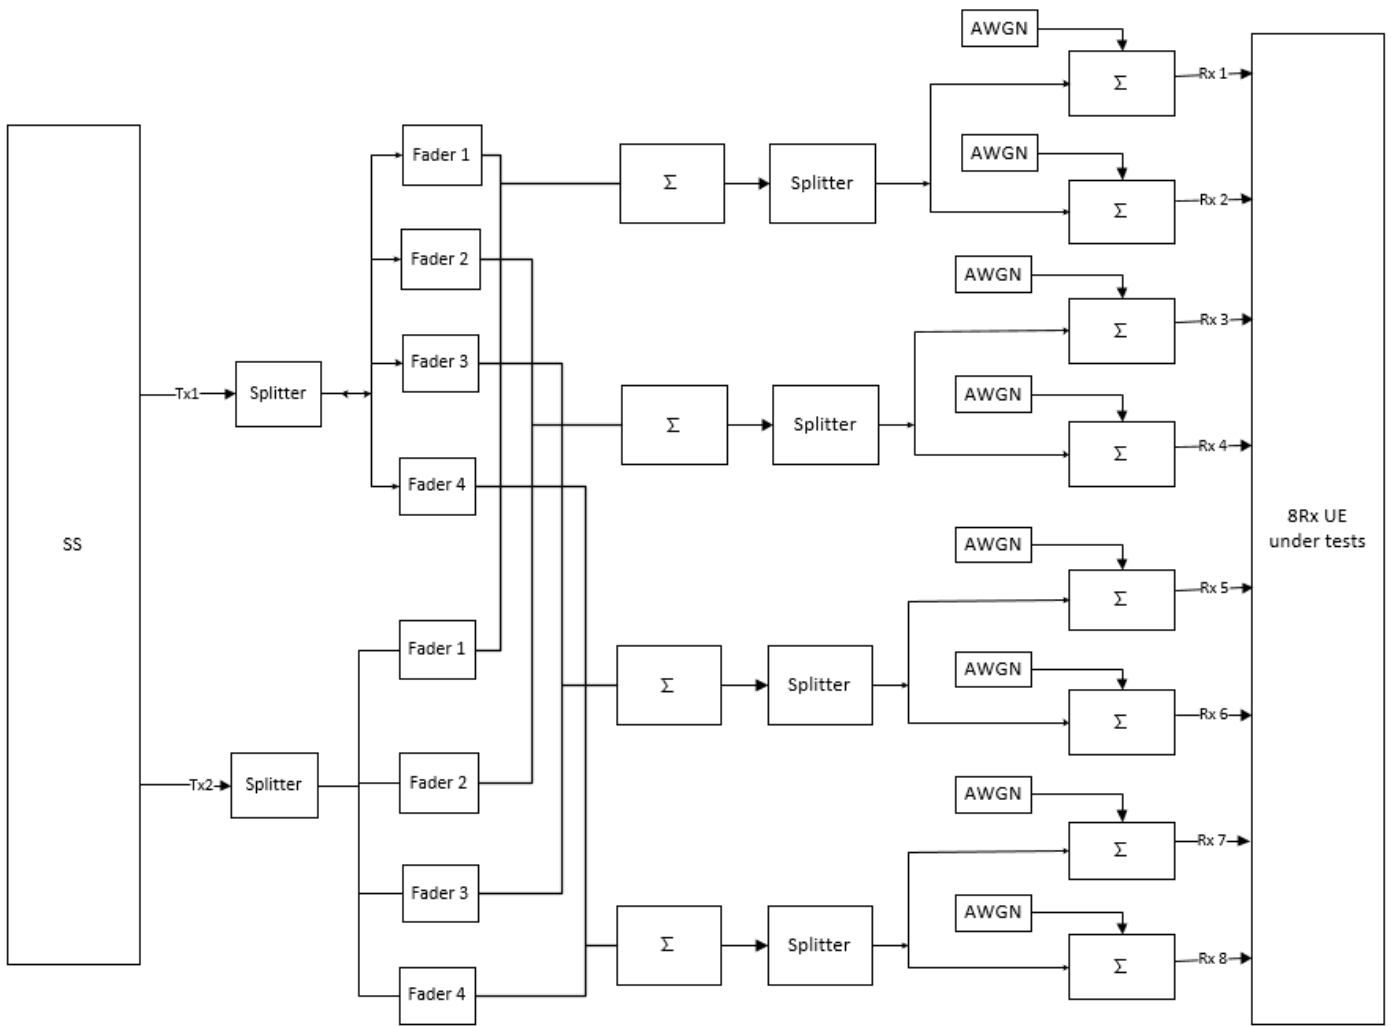 AWGN
Σ
Rx 1
AWGN
Fader 1
Σ
Splitter
Σ
Rx 2
Fader 2
AWGN
Σ
Rx 3
Fader 3
AWGN
Tx1
Splitter
Σ
Splitter
Σ
Rx 4
Fader 4
SS
8Rx UE
under tests
AWGN
Σ
Rx 5
Fader 1
AWGN
Σ
Splitter
Σ
Rx 6
Tx2
Splitter
Fader 2
AWGN
Σ
Rx 7
Fader 3
AWGN
Σ
Splitter
Σ
Rx 8
Fader 4